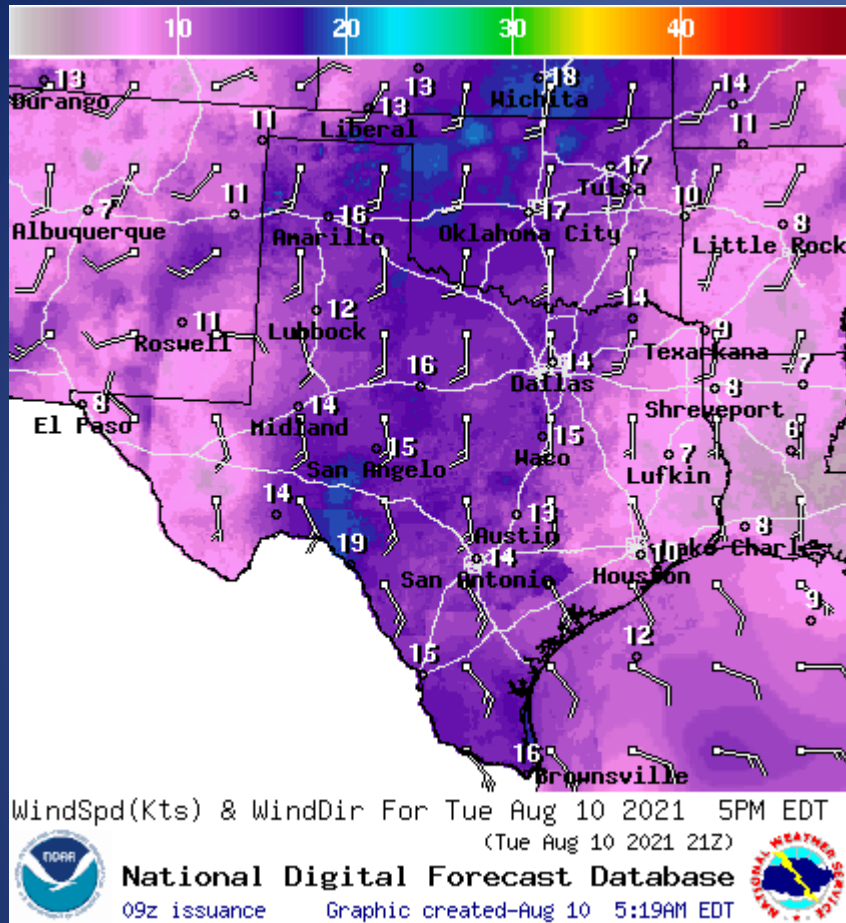 10 20 30 40
13 13 18 14
Durango 13 Wichita
Liberal
11 11
17
Tulsa
7 11 16 17 10 8
Albuquerque Amarillo Oklahoma City Little Rock
11 12 14
Roswell Lubbock 9
Texarkana
16 14 7
Dallas
8 14 8
El Paso Midland Shreveport
15 15 7 6
San Angelo Waco Lufkin
14 13 8
Austin
19 14 10 Lake Charles
San Antonio Houston
9
12
15
16
Brownsville
WindSpd(Kts) & WindDir For Tue Aug 10 2021 5PM EDT
(Tue Aug 10 2021 21Z)
NOAA
NATIONAL WEATHER SERVICE
National Digital Forecast Database
09z issuance Graphic created-Aug 10 5:19AM EDT